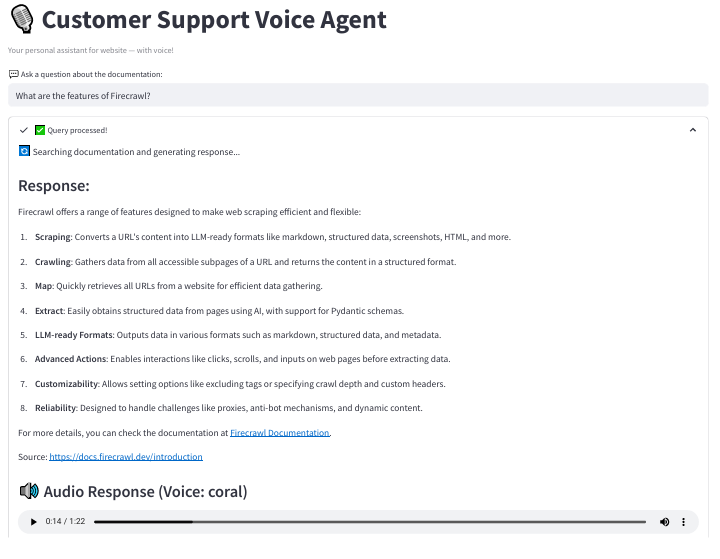 Customer Support Voice Agent
Your personal assistant for website — with voice!
Ask a question about the documentation:
What are the features of Firecrawl?
Query processed!
Searching documentation and generating response...
Response:
Firecrawl offers a range of features designed to make web scraping efficient and flexible:
1. Scraping: Converts a URL's content into LLM-ready formats like markdown, structured data, screenshots, HTML, and more.
2. Crawling: Gathers data from all accessible subpages of a URL and returns the content in a structured format.
3. Map: Quickly retrieves all URLs from a website for efficient data gathering.
4. Extract: Easily obtains structured data from pages using AI, with support for Pydantic schemas.
5. LLM-ready Formats: Outputs data in various formats such as markdown, structured data, and metadata.
6. Advanced Actions: Enables interactions like clicks, scrolls, and inputs on web pages before extracting data.
7. Customizability: Allows setting options like excluding tags or specifying crawl depth and custom headers.
8. Reliability: Designed to handle challenges like proxies, anti-bot mechanisms, and dynamic content.
For more details, you can check the documentation at Firecrawl Documentation.
Source: https://docs.firecrawl.dev/introduction
Audio Response (Voice: coral)
0:14 / 1:22